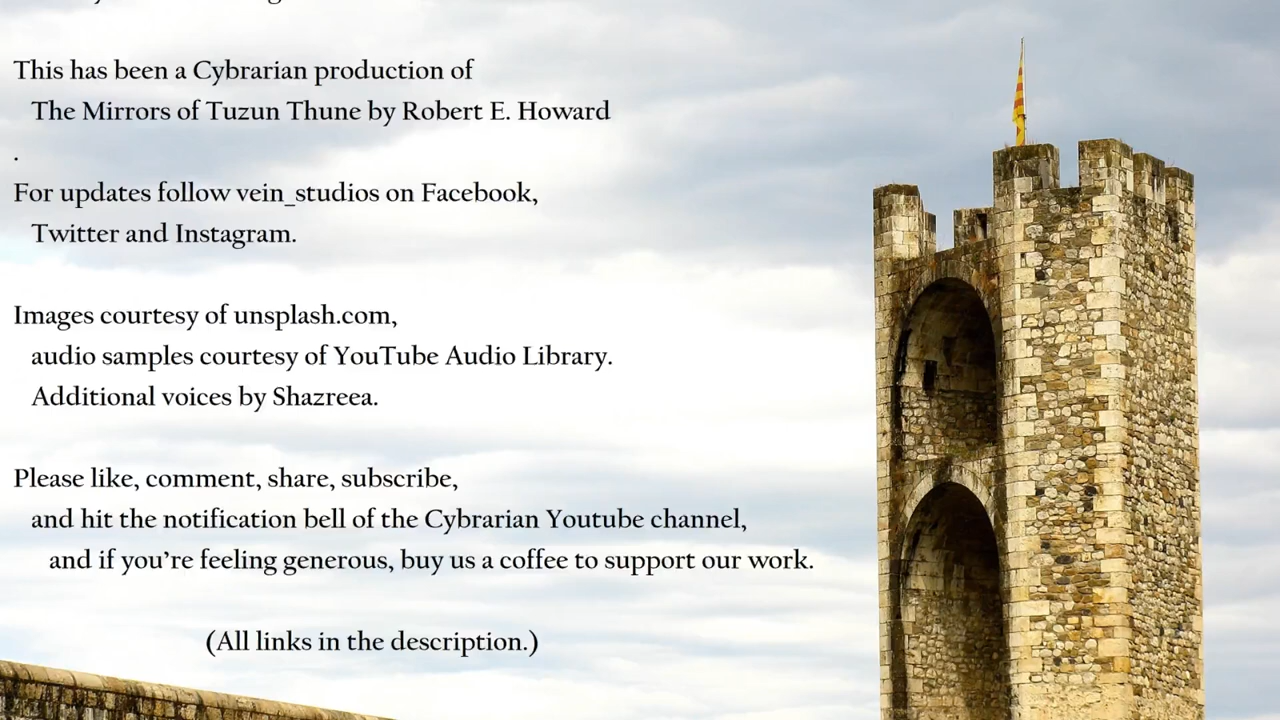 This has been a Cybrarian production of
The Mirrors of Tuzun Thune by Robert E. Howard
.
For updates follow vein_studios on Facebook,
Twitter and Instagram.
Images courtesy of unsplash.com,
audio samples courtesy of YouTube Audio Library.
Additional voices by Shazreea.
Please like, comment, share, subscribe,
and hit the notification bell of the Cybrarian Youtube channel,
and if you’re feeling generous, buy us a coffee to support our work.
(All links in the description.)